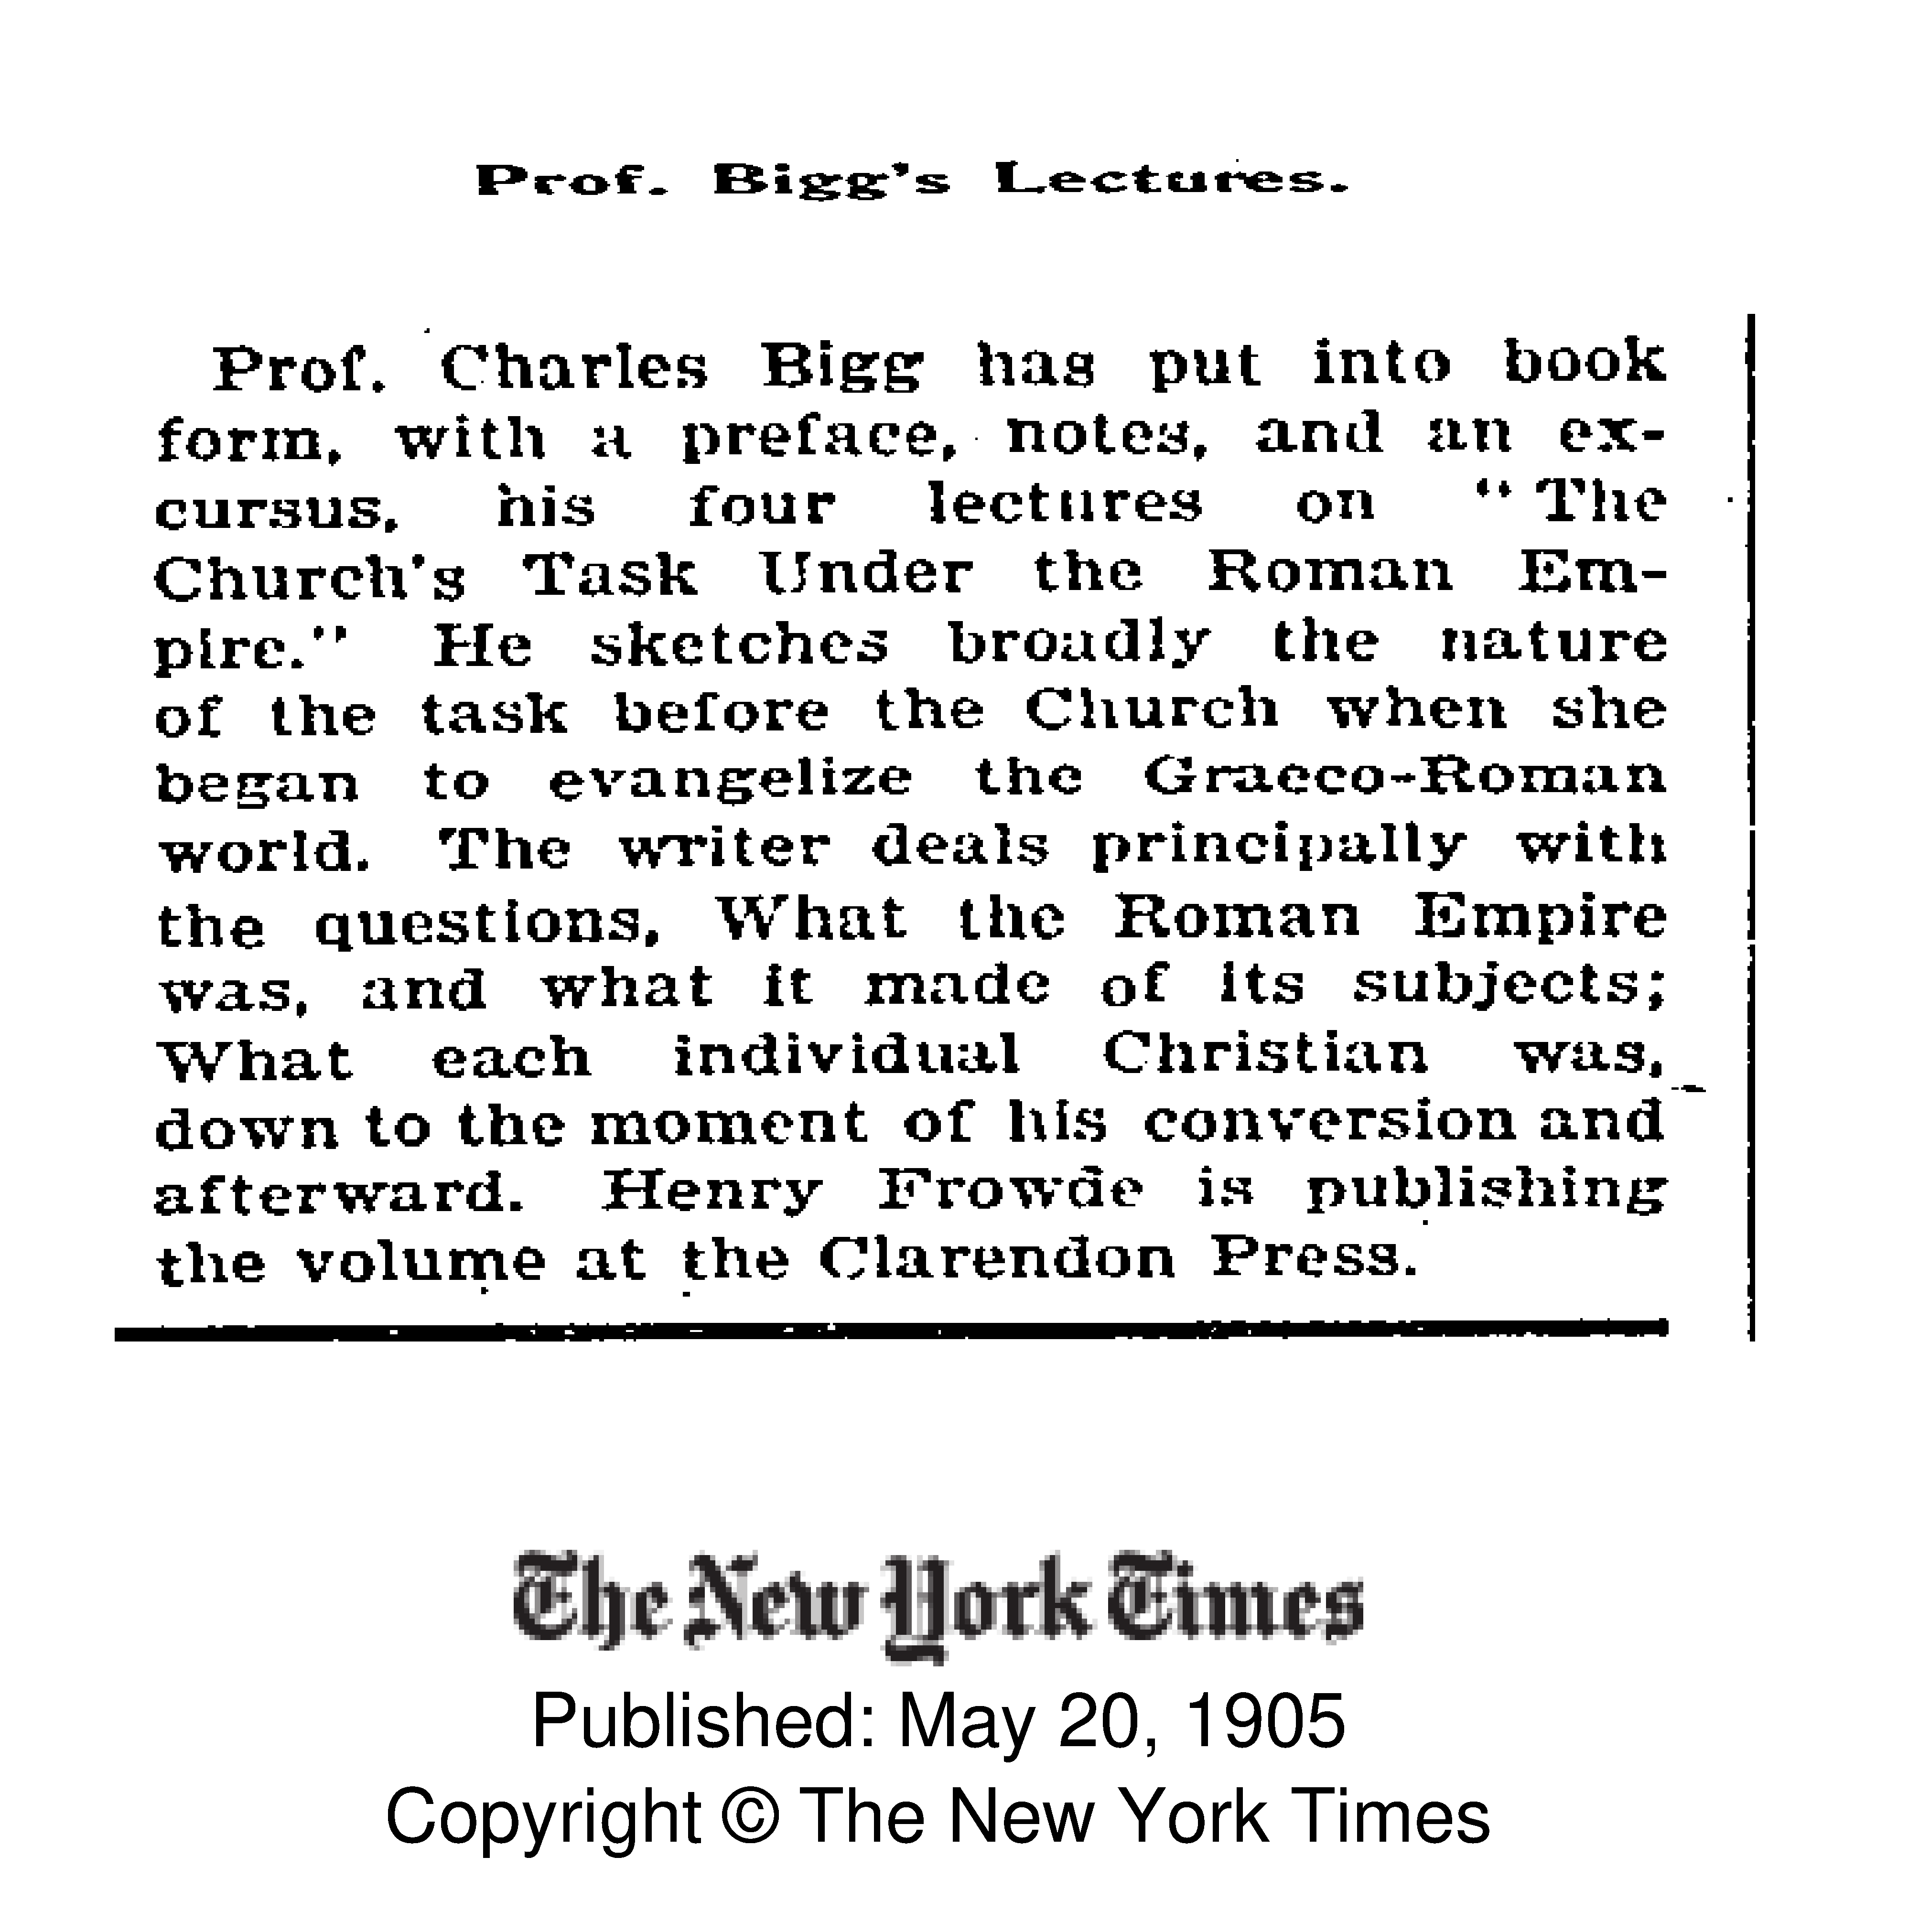 Prof. Bigg's Lectures.
Prof. Charles Bigg has put into book
form, with a preface, notes, and an ex-
cursus, his four lectures on "The
Church's Task Under the Roman Em-
pire." He sketches broadly the nature
of the task before the Church when she
began to evangelize the Graeco-Roman
world. The writer deals principally with
the questions, What the Roman Empire
was, and what it made of its subjects;
What each individual Christian was,
down to the moment of his conversion and
afterward. Henry Frowde is publishing
the volume at the Clarendon Press.
The New York Times
Published: May 20, 1905
Copyright © The New York Times